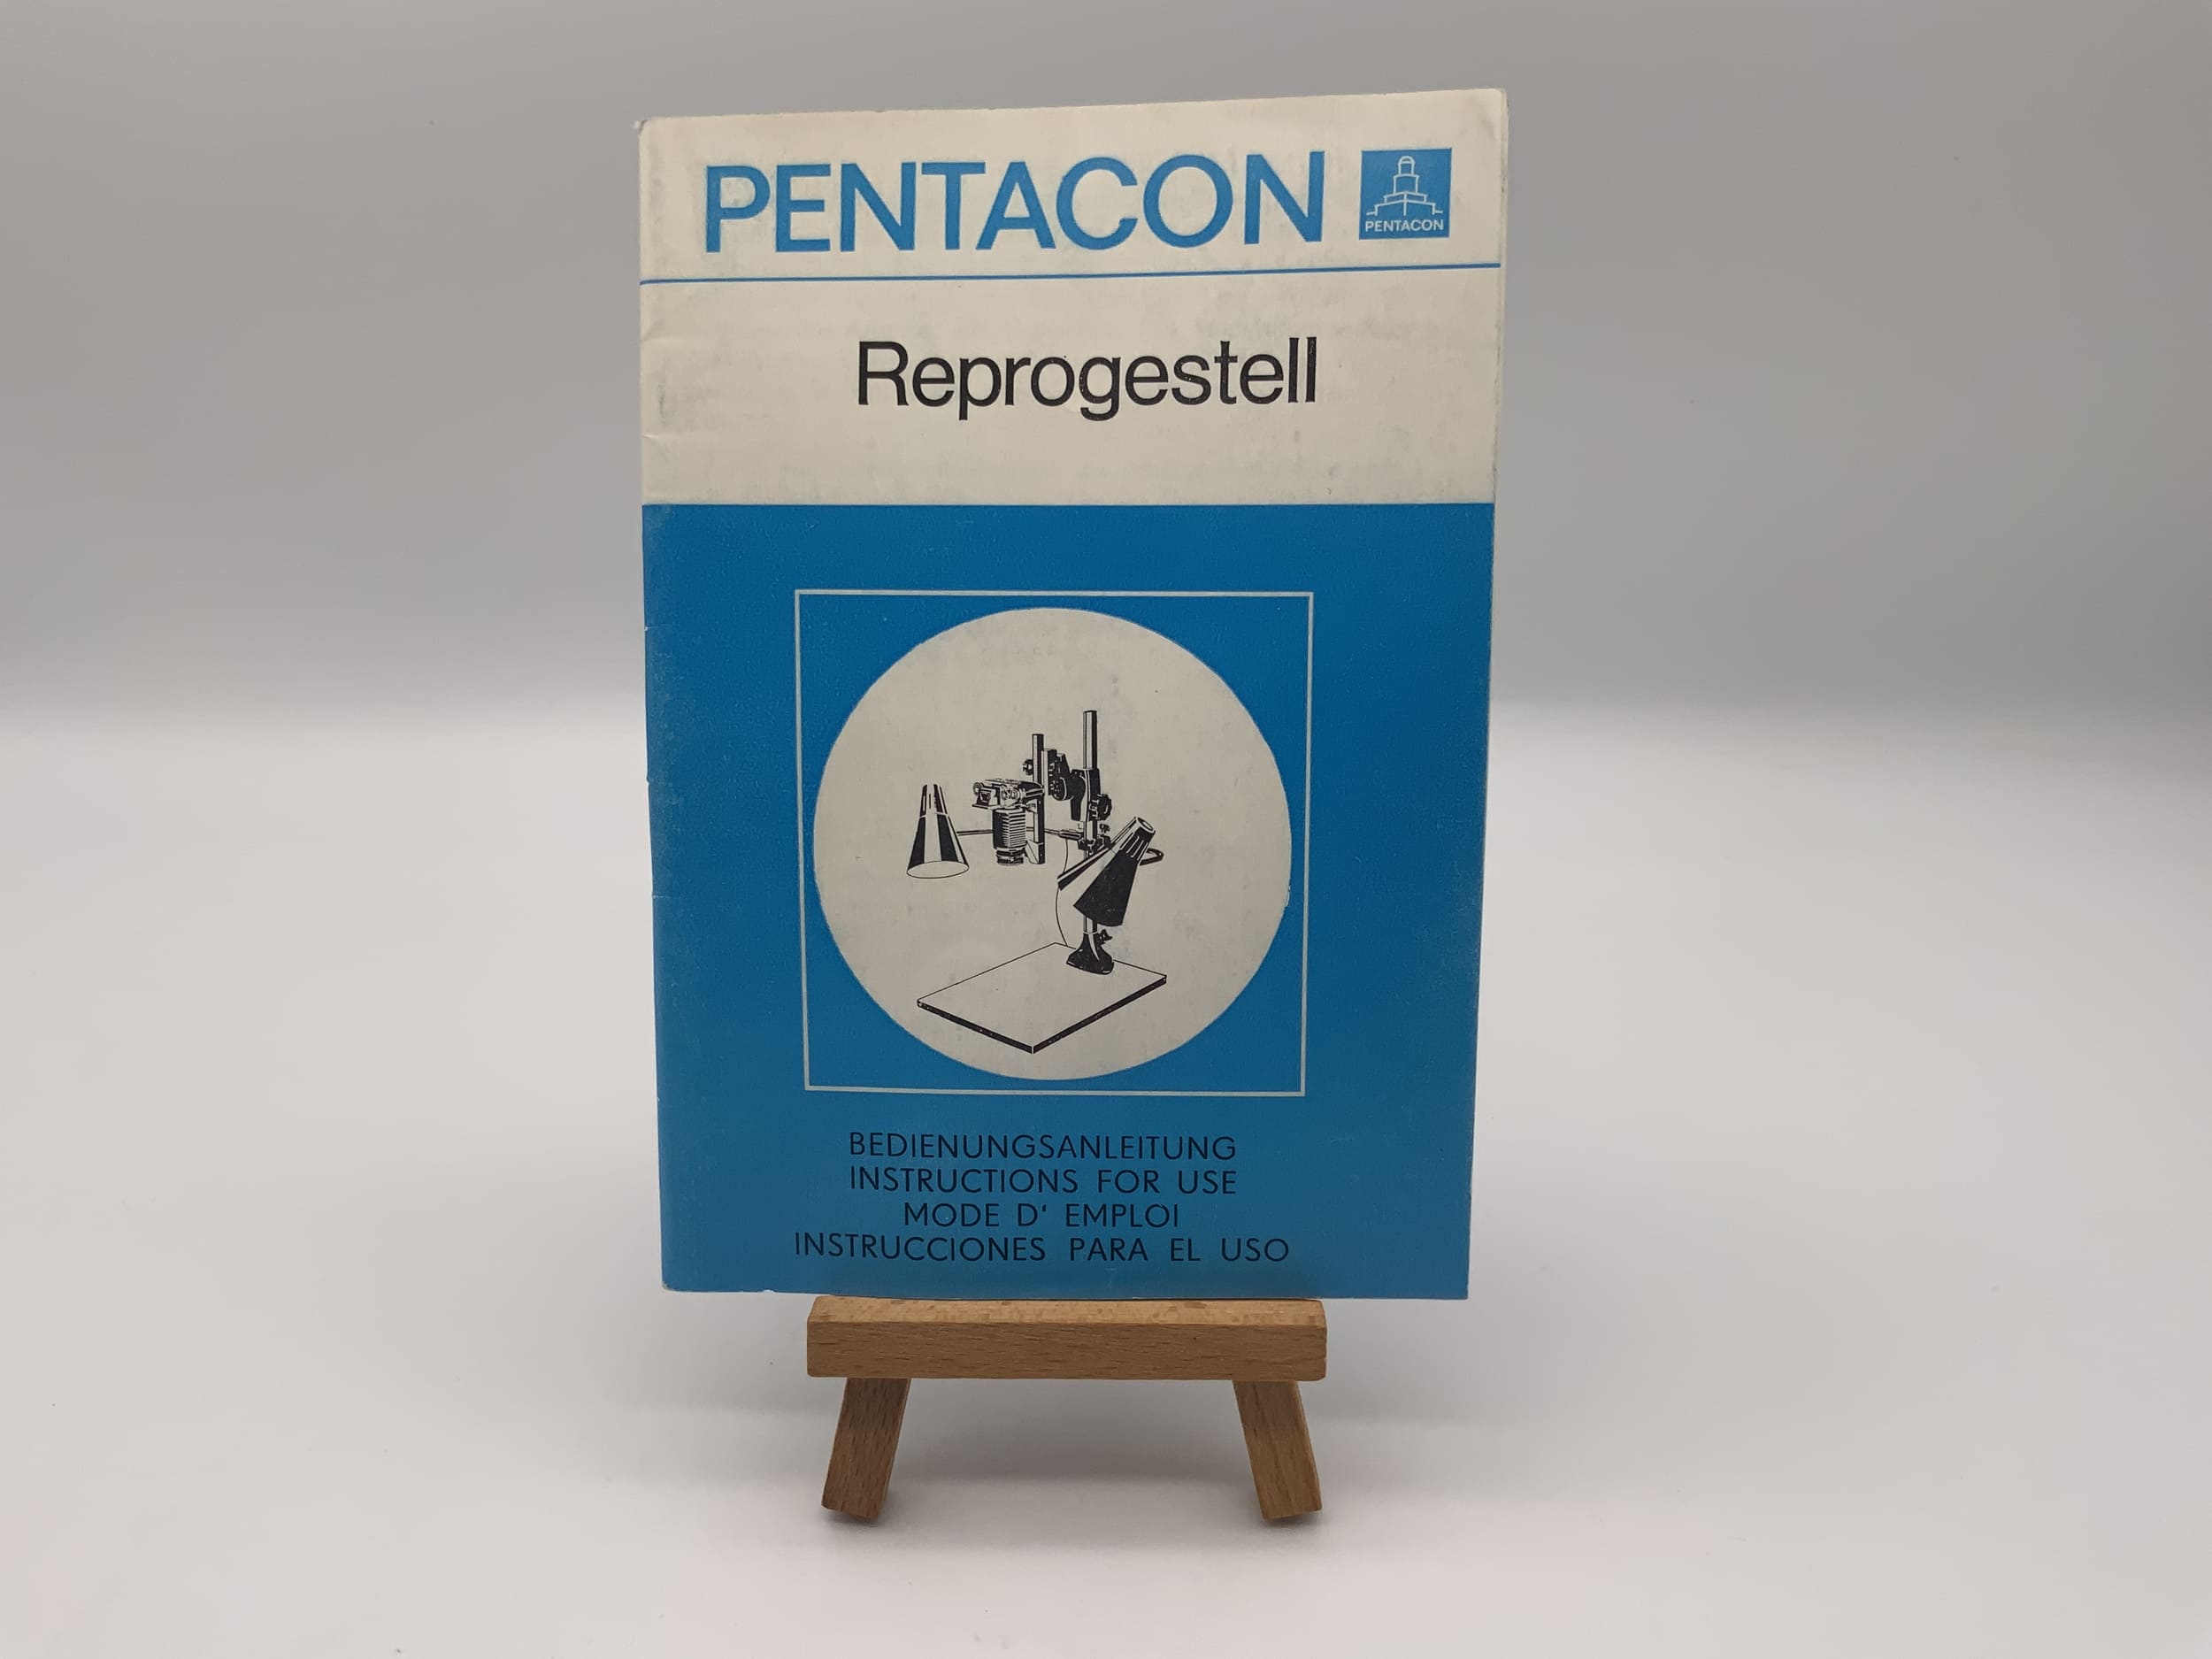 PENTACON
PENTACON
Reprogestell
BEDIENUNGSANLEITUNG
INSTRUCTIONS FOR USE
MODE D‘ EMPLOI
INSTRUCCIONES PARA EL USO